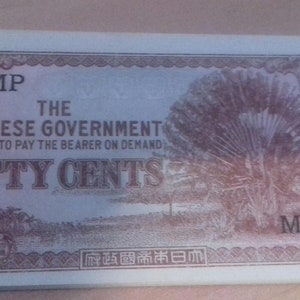 MP
THE
ESE GOVERNMENT
TO PAY THE BEARER ON DEMAND
TY CENTS
M
府政國帝本日大